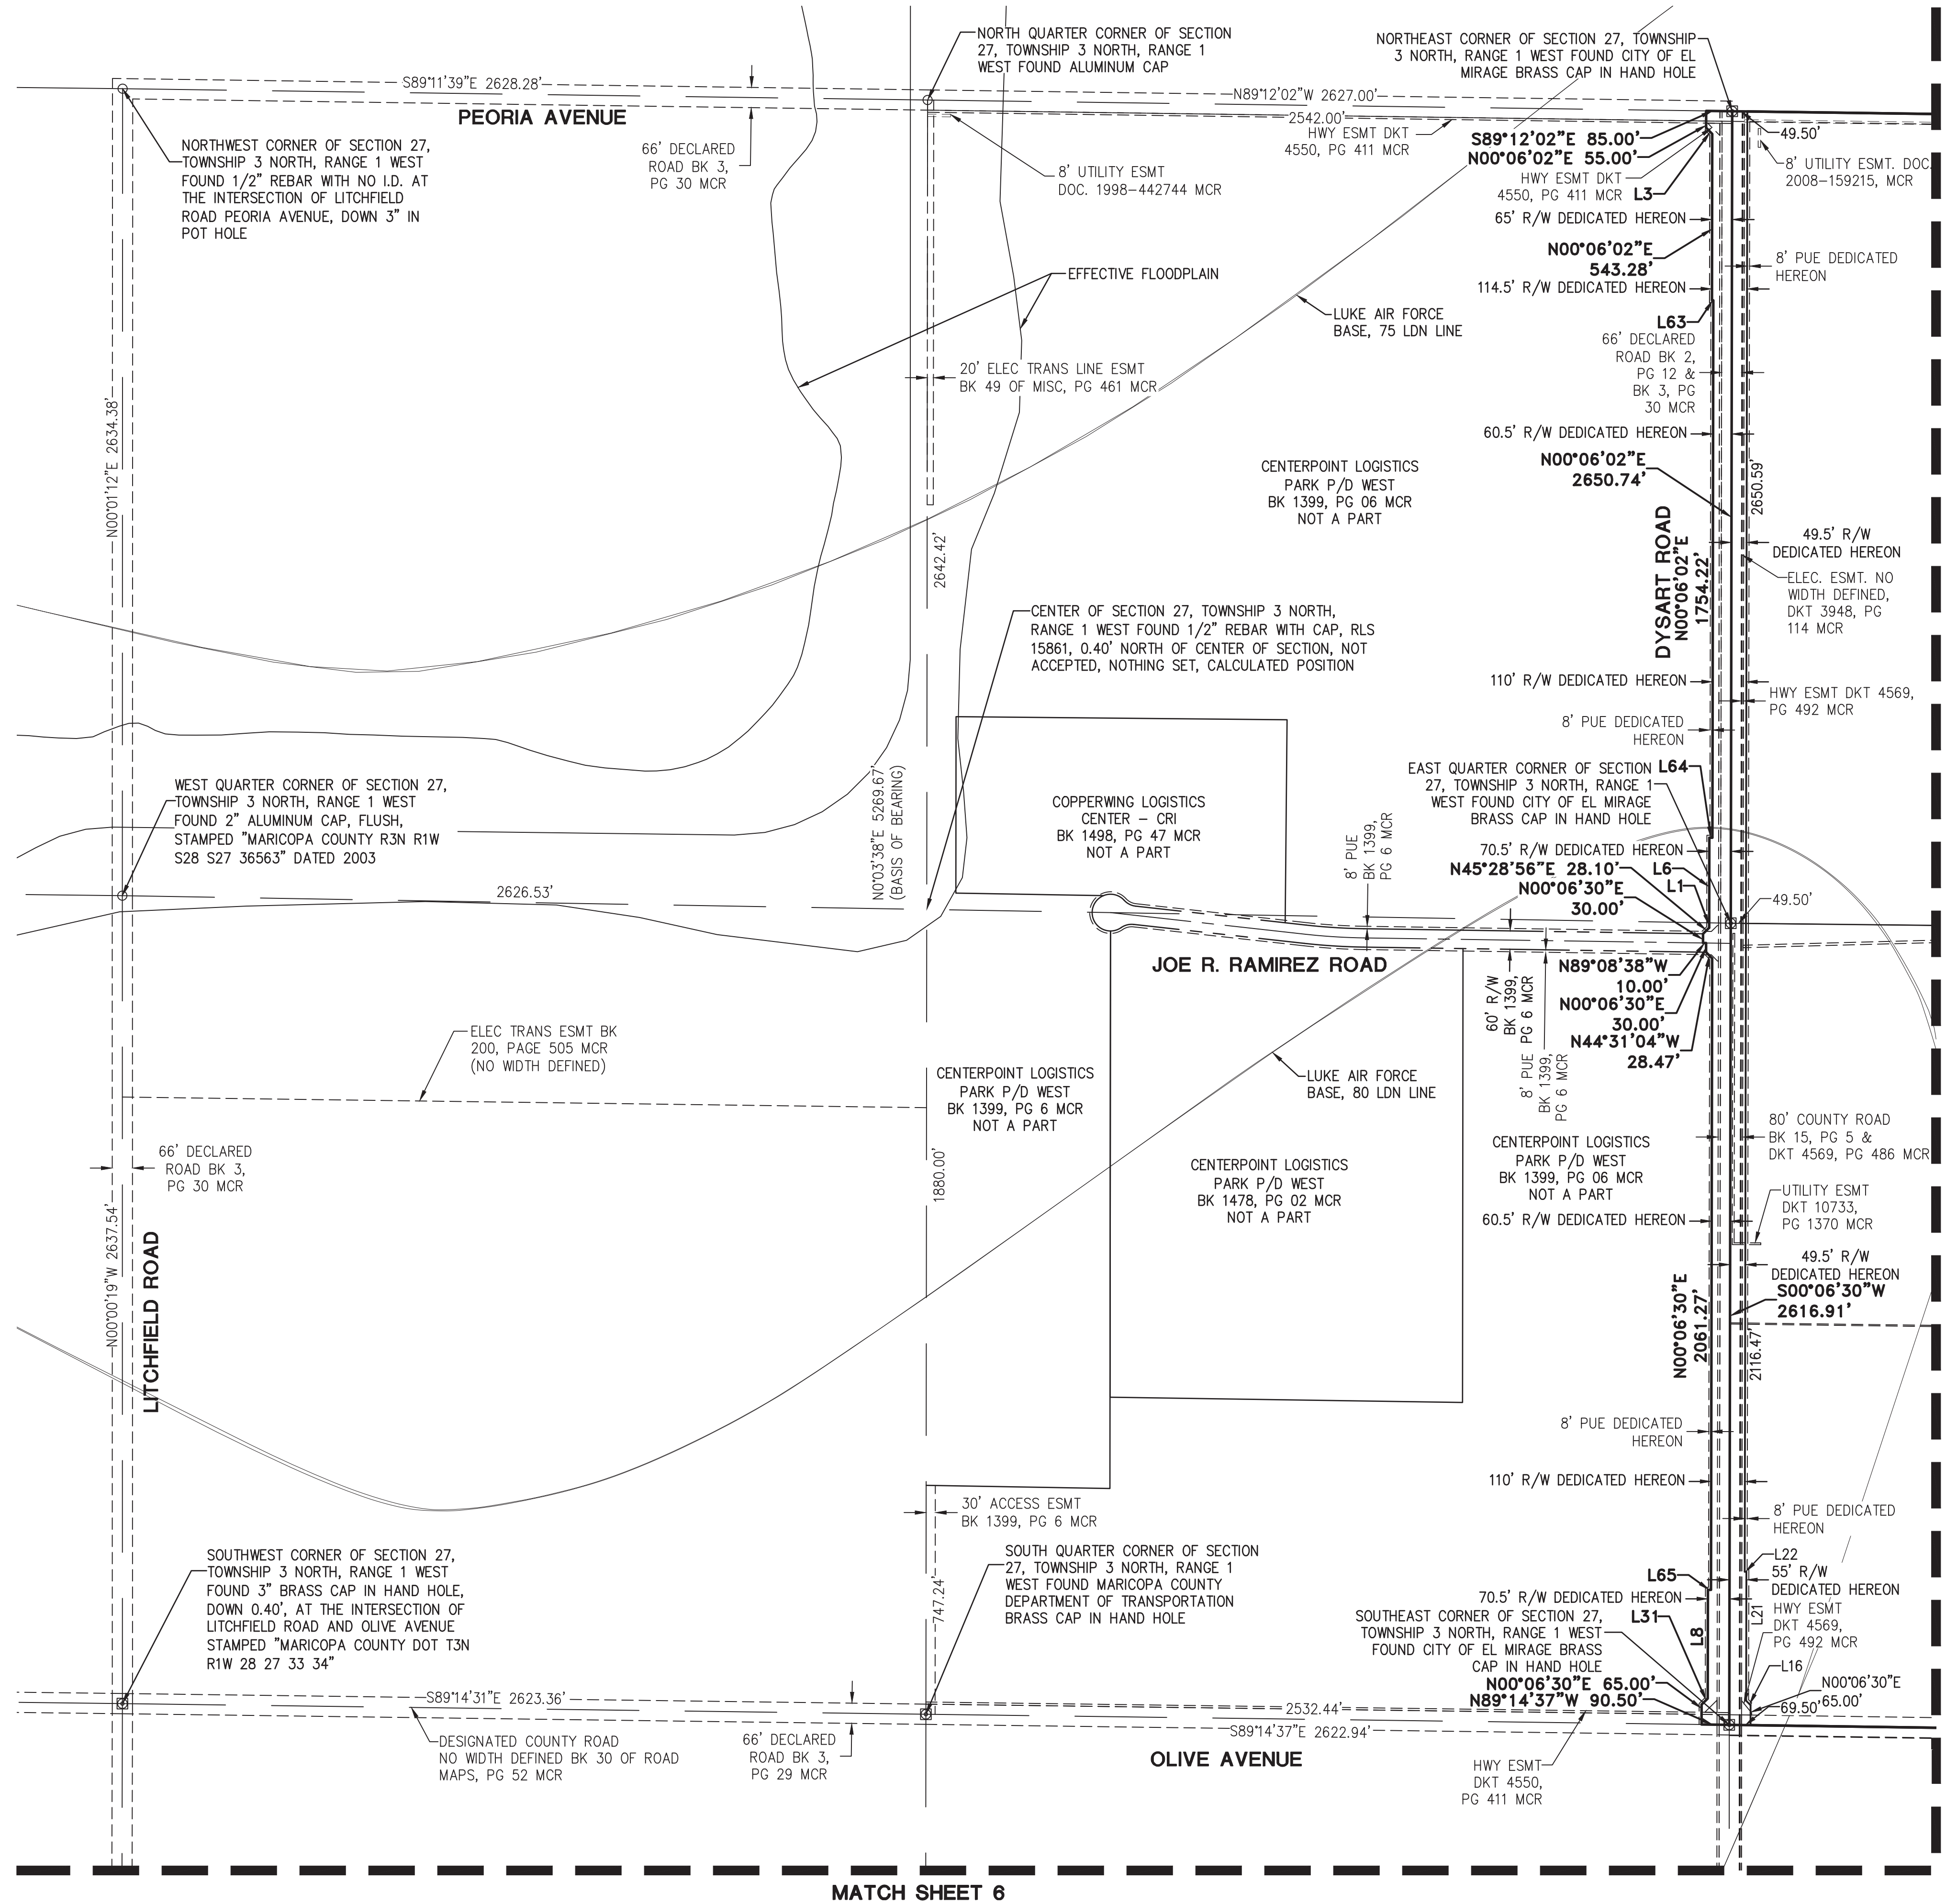 NORTH QUARTER CORNER OF SECTION
27, TOWNSHIP 3 NORTH, RANGE 1
WEST FOUND ALUMINUM CAP
NORTHEAST CORNER OF SECTION 27, TOWNSHIP
3 NORTH, RANGE 1 WEST FOUND CITY OF EL
MIRAGE BRASS CAP IN HAND HOLE
S89°11'39"E 2628.28'
N89°12'02"W 2627.00'
PEORIA AVENUE
2542.00'
HWY ESMT DKT
4550, PG 411 MCR
49.50'
S89°12'02"E 85.00'
N00°06'02"E 55.00'
HWY ESMT DKT
4550, PG 411 MCR
L3
8' UTILITY ESMT. DOC.
2008-159215, MCR
NORTHWEST CORNER OF SECTION 27,
TOWNSHIP 3 NORTH, RANGE 1 WEST
FOUND 1/2" REBAR WITH NO I.D. AT
THE INTERSECTION OF LITCHFIELD
ROAD PEORIA AVENUE, DOWN 3" IN
POT HOLE
66' DECLARED
ROAD BK 3,
PG 30 MCR
8' UTILITY ESMT
DOC. 1998-442744 MCR
65' R/W DEDICATED HEREON
N00°06'02"E
543.28'
8' PUE DEDICATED
HEREON
EFFECTIVE FLOODPLAIN
114.5' R/W DEDICATED HEREON
LUKE AIR FORCE
BASE, 75 LDN LINE
L63
66' DECLARED
ROAD BK 2,
PG 12 &
BK 3, PG
30 MCR
20' ELEC TRANS LINE ESMT
BK 49 OF MISC, PG 461 MCR
60.5' R/W DEDICATED HEREON
N00°06'02"E
2650.74'
N00°01'12"E 2634.38'
CENTERPOINT LOGISTICS
PARK P/D WEST
BK 1399, PG 06 MCR
NOT A PART
2650.59'
2642.42'
DYSART ROAD
N00°06'02"E
1754.22'
49.5' R/W
DEDICATED HEREON
ELEC. ESMT. NO
WIDTH DEFINED,
DKT 3948, PG
114 MCR
CENTER OF SECTION 27, TOWNSHIP 3 NORTH,
RANGE 1 WEST FOUND 1/2" REBAR WITH CAP, RLS
15861, 0.40' NORTH OF CENTER OF SECTION, NOT
ACCEPTED, NOTHING SET, CALCULATED POSITION
110' R/W DEDICATED HEREON
HWY ESMT DKT 4569,
PG 492 MCR
8' PUE DEDICATED
HEREON
WEST QUARTER CORNER OF SECTION 27,
TOWNSHIP 3 NORTH, RANGE 1 WEST
FOUND 2" ALUMINUM CAP, FLUSH,
STAMPED "MARICOPA COUNTY R3N R1W
S28 S27 36563" DATED 2003
N0°03'38"E 5269.67'
(BASIS OF BEARING)
COPPERWING LOGISTICS
CENTER – CRI
BK 1498, PG 47 MCR
NOT A PART
EAST QUARTER CORNER OF SECTION
27, TOWNSHIP 3 NORTH, RANGE 1
WEST FOUND CITY OF EL MIRAGE
BRASS CAP IN HAND HOLE
L64
8' PUE
BK 1399,
PG 6 MCR
70.5' R/W DEDICATED HEREON
N45°28'56"E 28.10'
L6
L1
N00°06'30"E
30.00'
49.50'
2626.53'
JOE R. RAMIREZ ROAD
N89°08'38"W
10.00'
N00°06'30"E
30.00'
N44°31'04"W
28.47'
60' R/W
BK 1399,
PG 6 MCR
8' PUE
BK 1399,
PG 6 MCR
ELEC TRANS ESMT BK
200, PAGE 505 MCR
(NO WIDTH DEFINED)
CENTERPOINT LOGISTICS
PARK P/D WEST
BK 1399, PG 6 MCR
NOT A PART
LUKE AIR FORCE
BASE, 80 LDN LINE
66' DECLARED
ROAD BK 3,
PG 30 MCR
1880.00'
CENTERPOINT LOGISTICS
PARK P/D WEST
BK 1478, PG 02 MCR
NOT A PART
CENTERPOINT LOGISTICS
PARK P/D WEST
BK 1399, PG 06 MCR
NOT A PART
80' COUNTY ROAD
BK 15, PG 5 &
DKT 4569, PG 486 MCR
UTILITY ESMT
DKT 10733,
PG 1370 MCR
60.5' R/W DEDICATED HEREON
49.5' R/W
DEDICATED HEREON
S00°06'30"W
2616.91'
N00°00'19"W 2637.54'
LITCHFIELD ROAD
N00°06'30"E
2061.27'
2116.47'
8' PUE DEDICATED
HEREON
110' R/W DEDICATED HEREON
30' ACCESS ESMT
BK 1399, PG 6 MCR
8' PUE DEDICATED
HEREON
SOUTHWEST CORNER OF SECTION 27,
TOWNSHIP 3 NORTH, RANGE 1 WEST
FOUND 3" BRASS CAP IN HAND HOLE,
DOWN 0.40', AT THE INTERSECTION OF
LITCHFIELD ROAD AND OLIVE AVENUE
STAMPED "MARICOPA COUNTY DOT T3N
R1W 28 27 33 34"
747.24'
SOUTH QUARTER CORNER OF SECTION
27, TOWNSHIP 3 NORTH, RANGE 1
WEST FOUND MARICOPA COUNTY
DEPARTMENT OF TRANSPORTATION
BRASS CAP IN HAND HOLE
L65
70.5' R/W DEDICATED HEREON
L22
55' R/W
DEDICATED HEREON
SOUTHEAST CORNER OF SECTION 27,
TOWNSHIP 3 NORTH, RANGE 1 WEST
FOUND CITY OF EL MIRAGE BRASS
CAP IN HAND HOLE
L31
L8
L21
HWY ESMT
DKT 4569,
PG 492 MCR
L16
N00°06'30"E 65.00'
N89°14'37"W 90.50'
N00°06'30"E
65.00'
69.50'
S89°14'31"E 2623.36'
2532.44'
S89°14'37"E 2622.94'
DESIGNATED COUNTY ROAD
NO WIDTH DEFINED BK 30 OF ROAD
MAPS, PG 52 MCR
66' DECLARED
ROAD BK 3,
PG 29 MCR
OLIVE AVENUE
HWY ESMT
DKT 4550,
PG 411 MCR
MATCH SHEET 6